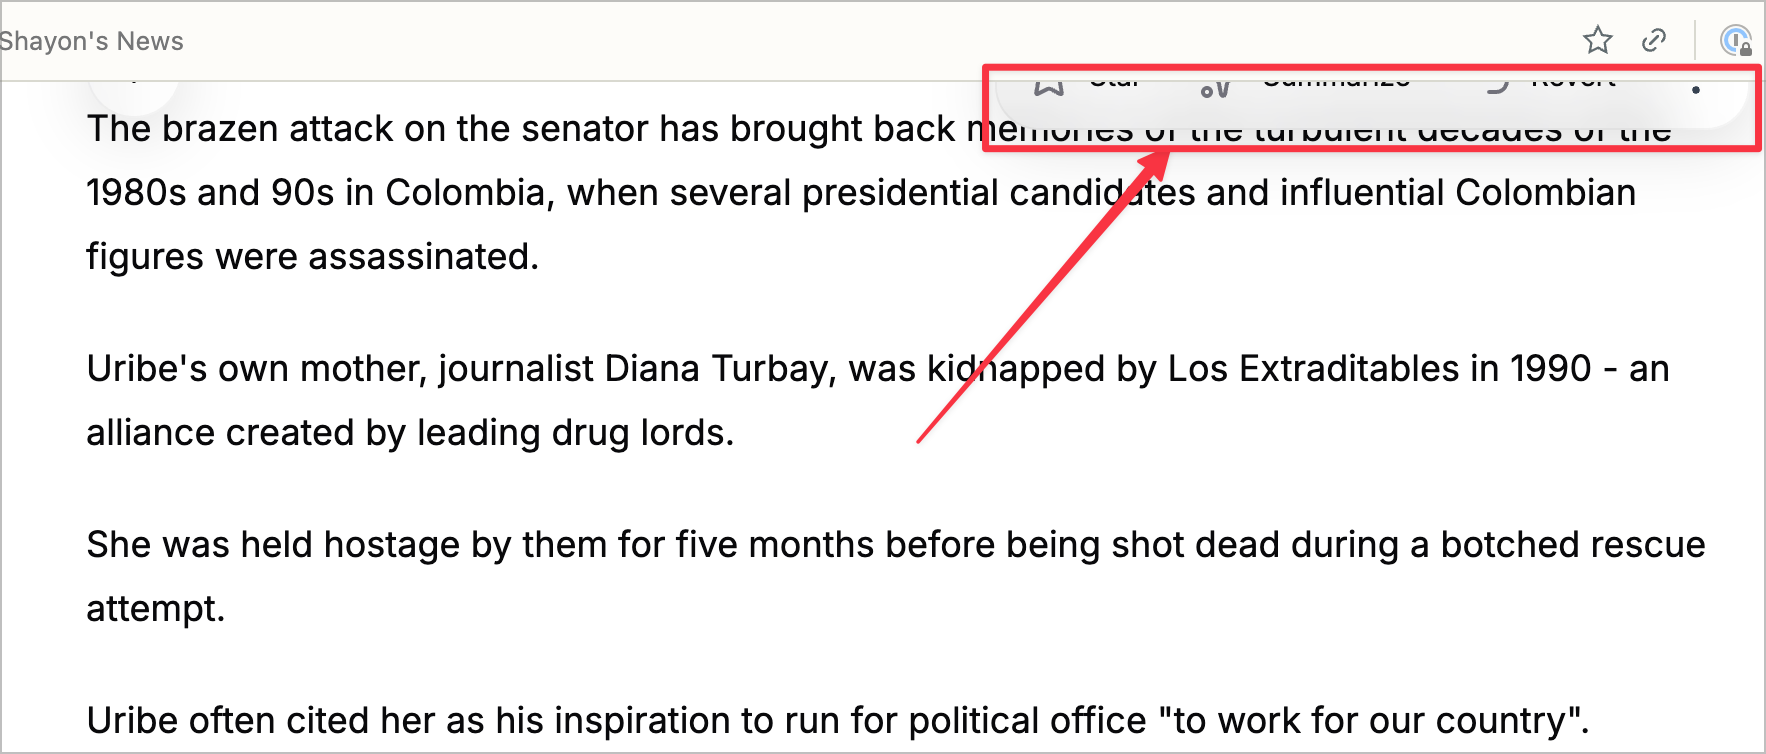 Shayon's News
Star Summarize Revert
The brazen attack on the senator has brought back memories of the turbulent decades of the
1980s and 90s in Colombia, when several presidential candidates and influential Colombian
figures were assassinated.
Uribe's own mother, journalist Diana Turbay, was kidnapped by Los Extraditables in 1990 - an
alliance created by leading drug lords.
She was held hostage by them for five months before being shot dead during a botched rescue
attempt.
Uribe often cited her as his inspiration to run for political office "to work for our country".